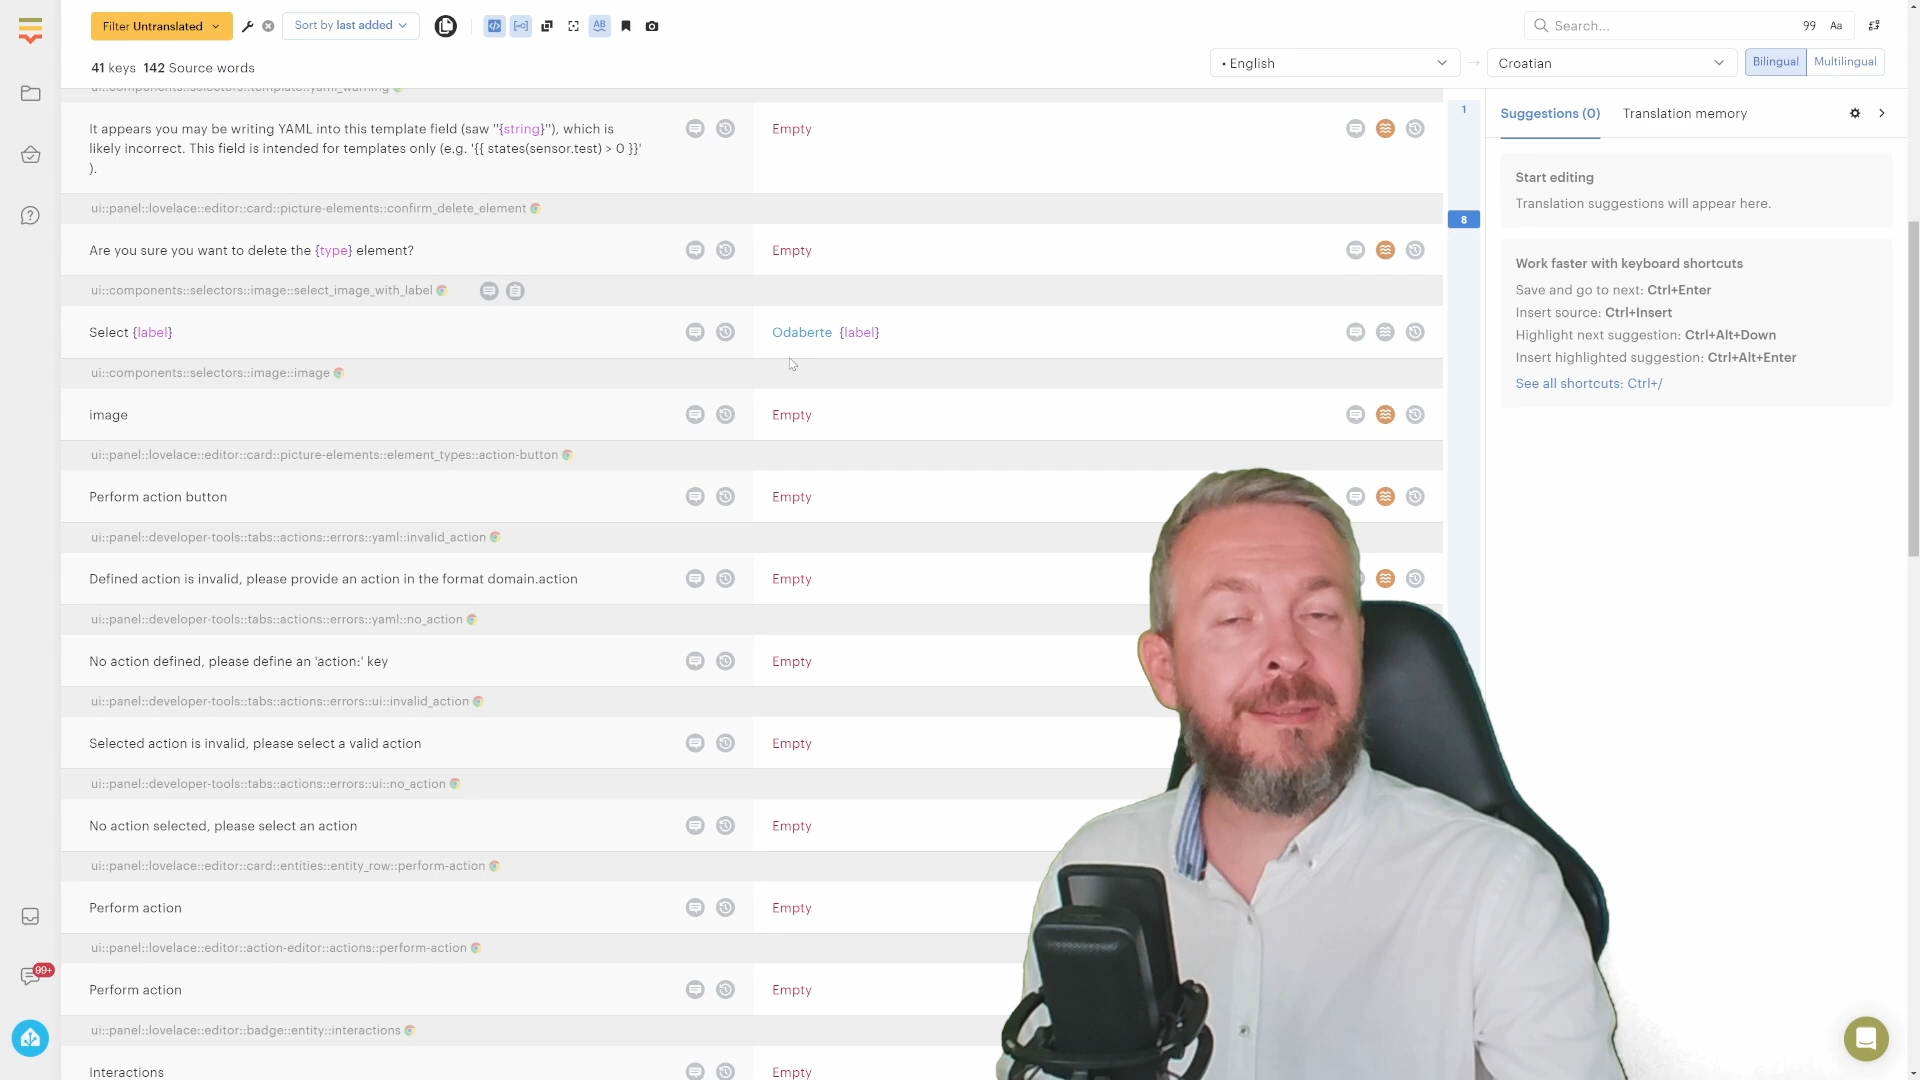 Filter Untranslated
Sort by last added
Search...
99
Aa
41 keys 142 Source words
• English
→
Croatian
Bilingual
Multilingual
ui::components::selectors::template::yaml_warning
It appears you may be writing YAML into this template field (saw "{string}"), which is
likely incorrect. This field is intended for templates only (e.g. '{{ states(sensor.test) > 0 }}'
).
Empty
1
Suggestions (0)
Translation memory
Start editing
Translation suggestions will appear here.
ui::panel::lovelace::editor::card::picture-elements::confirm_delete_element
8
Are you sure you want to delete the {type} element?
Empty
Work faster with keyboard shortcuts
Save and go to next: Ctrl+Enter
Insert source: Ctrl+Insert
Highlight next suggestion: Ctrl+Alt+Down
Insert highlighted suggestion: Ctrl+Alt+Enter
See all shortcuts: Ctrl+/
ui::components::selectors::image::select_image_with_label
Select {label}
Odaberte {label}
ui::components::selectors::image::image
image
Empty
ui::panel::lovelace::editor::card::picture-elements::element_types::action-button
Perform action button
Empty
ui::panel::developer-tools::tabs::actions::errors::yaml::invalid_action
Defined action is invalid, please provide an action in the format domain.action
Empty
ui::panel::developer-tools::tabs::actions::errors::yaml::no_action
No action defined, please define an 'action:' key
Empty
ui::panel::developer-tools::tabs::actions::errors::ui::invalid_action
Selected action is invalid, please select a valid action
Empty
ui::panel::developer-tools::tabs::actions::errors::ui::no_action
No action selected, please select an action
Empty
ui::panel::lovelace::editor::card::entities::entity_row::perform-action
Perform action
Empty
ui::panel::lovelace::editor::action-editor::actions::perform-action
99+
Perform action
Empty
ui::panel::lovelace::editor::badge::entity::interactions
Interactions
Empty